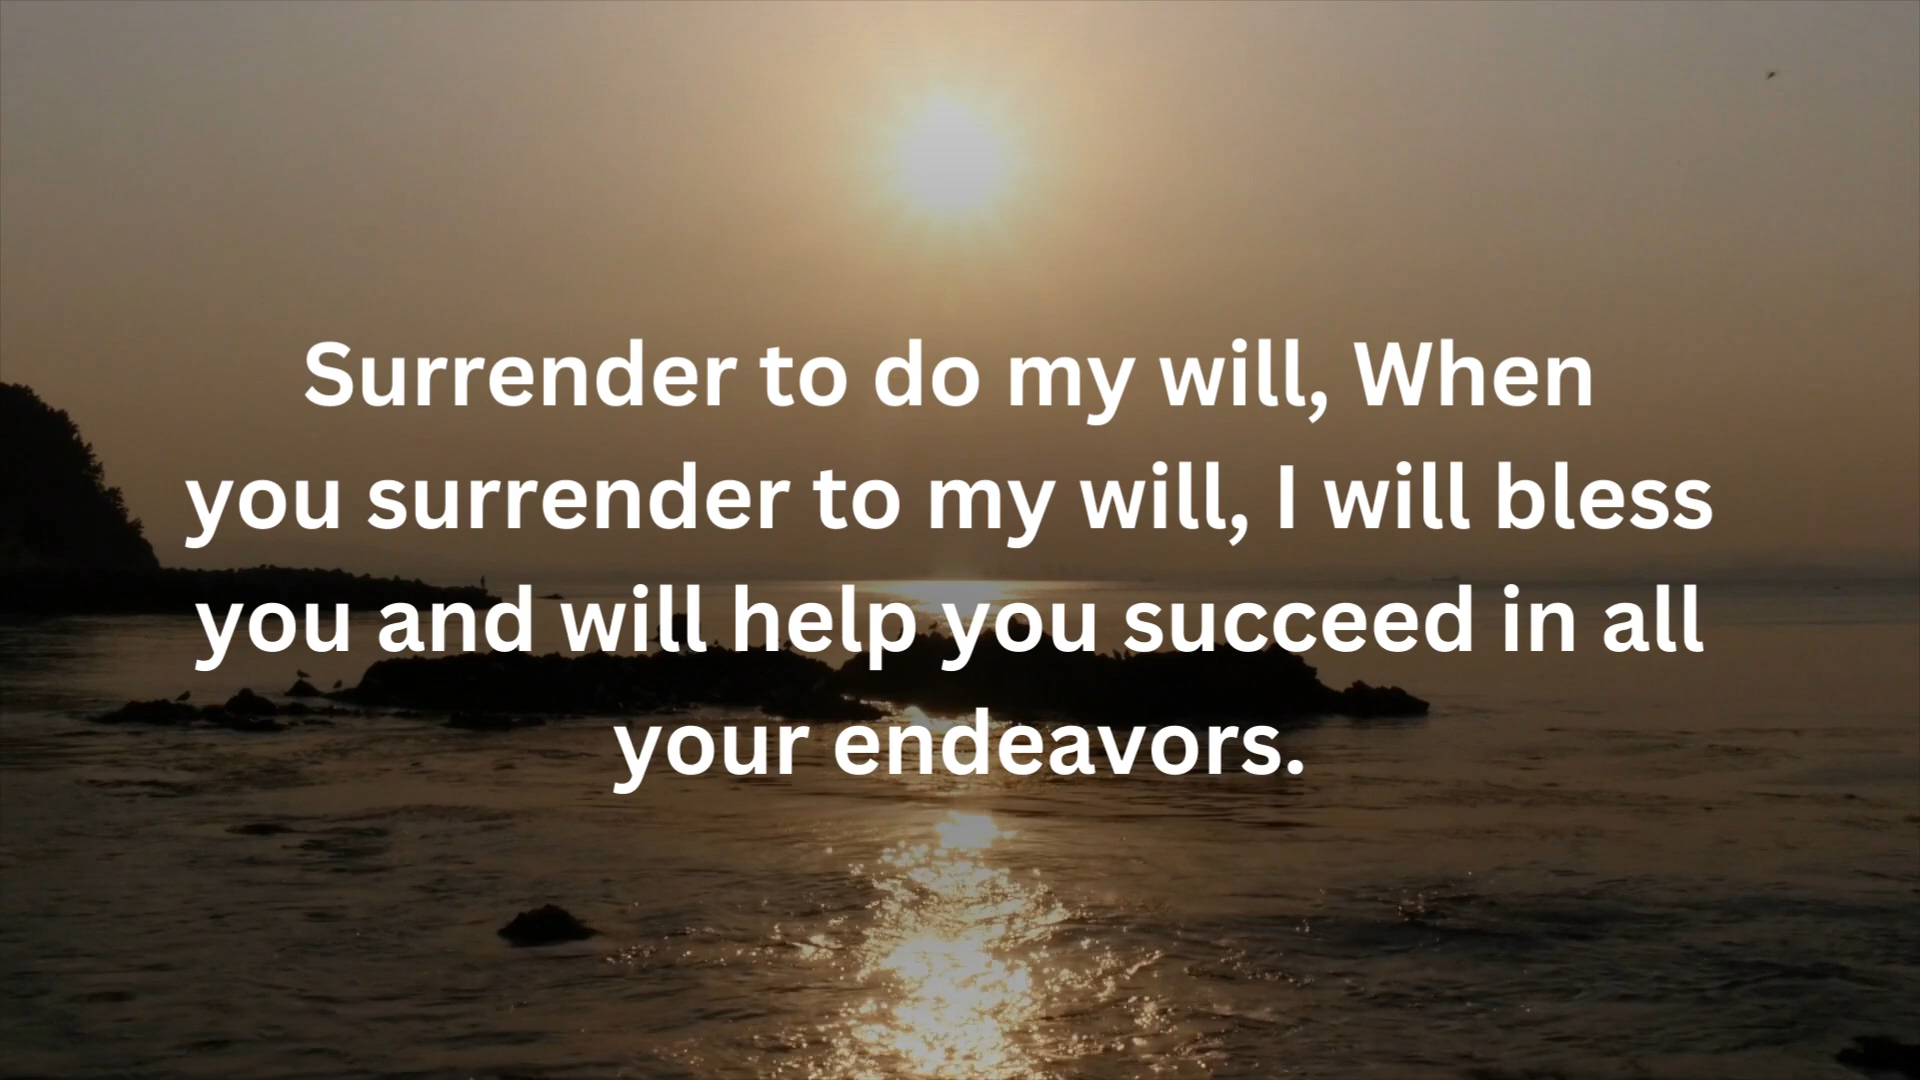 Surrender to do my will, When
you surrender to my will, I will bless
you and will help you succeed in all
your endeavors.